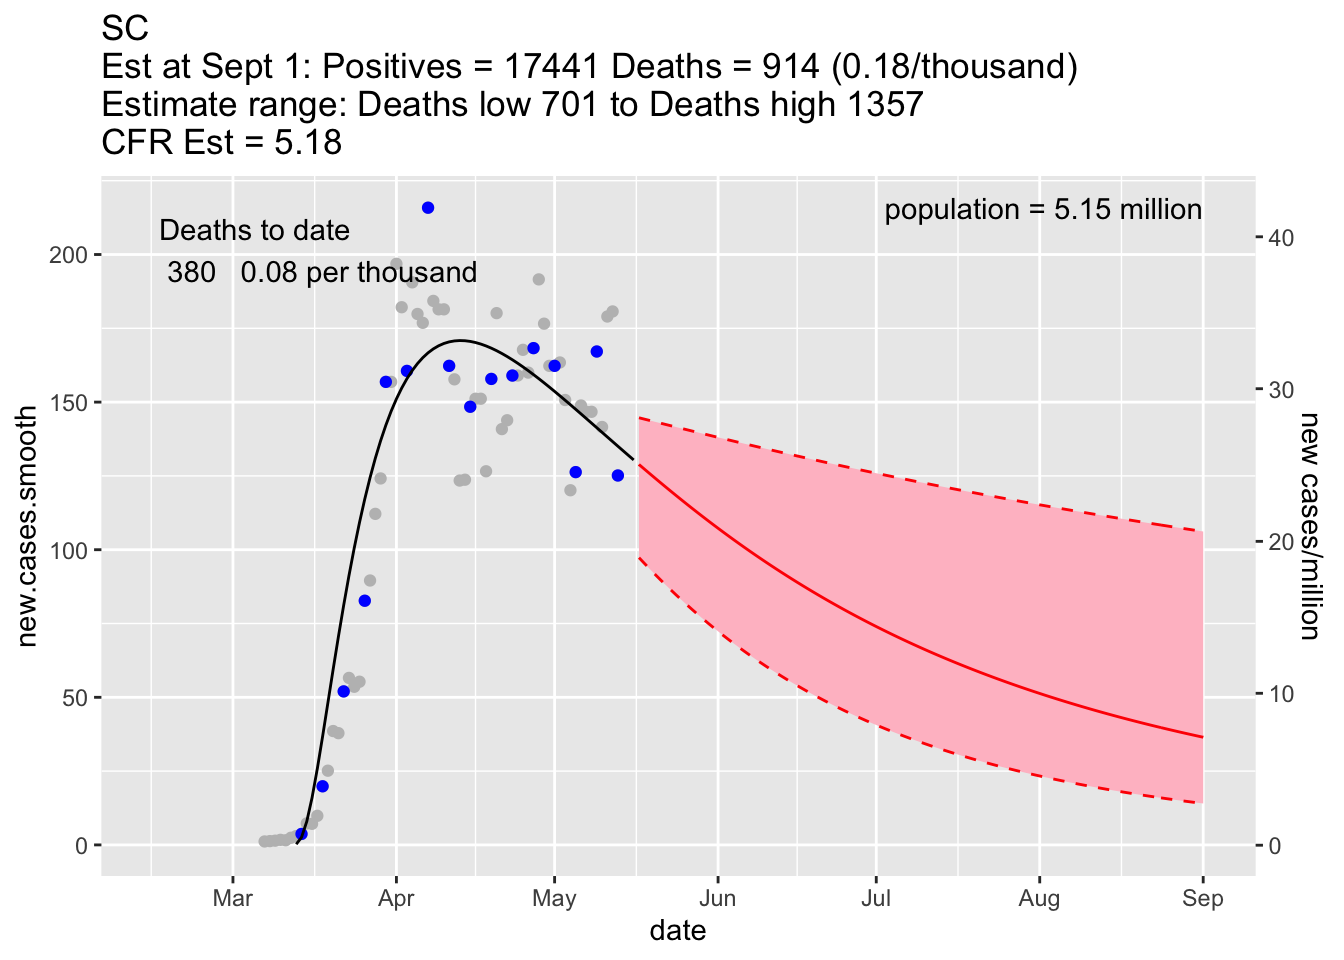 SC
Est at Sept 1: Positives = 17441 Deaths = 914 (0.18/thousand)
Estimate range: Deaths low 701 to Deaths high 1357
CFR Est = 5.18
Deaths to date
380 0.08 per thousand
population = 5.15 million
200
150
100
50
0
new.cases.smooth
40
30
20
10
0
new cases/million
Mar Apr May Jun Jul Aug Sep
date